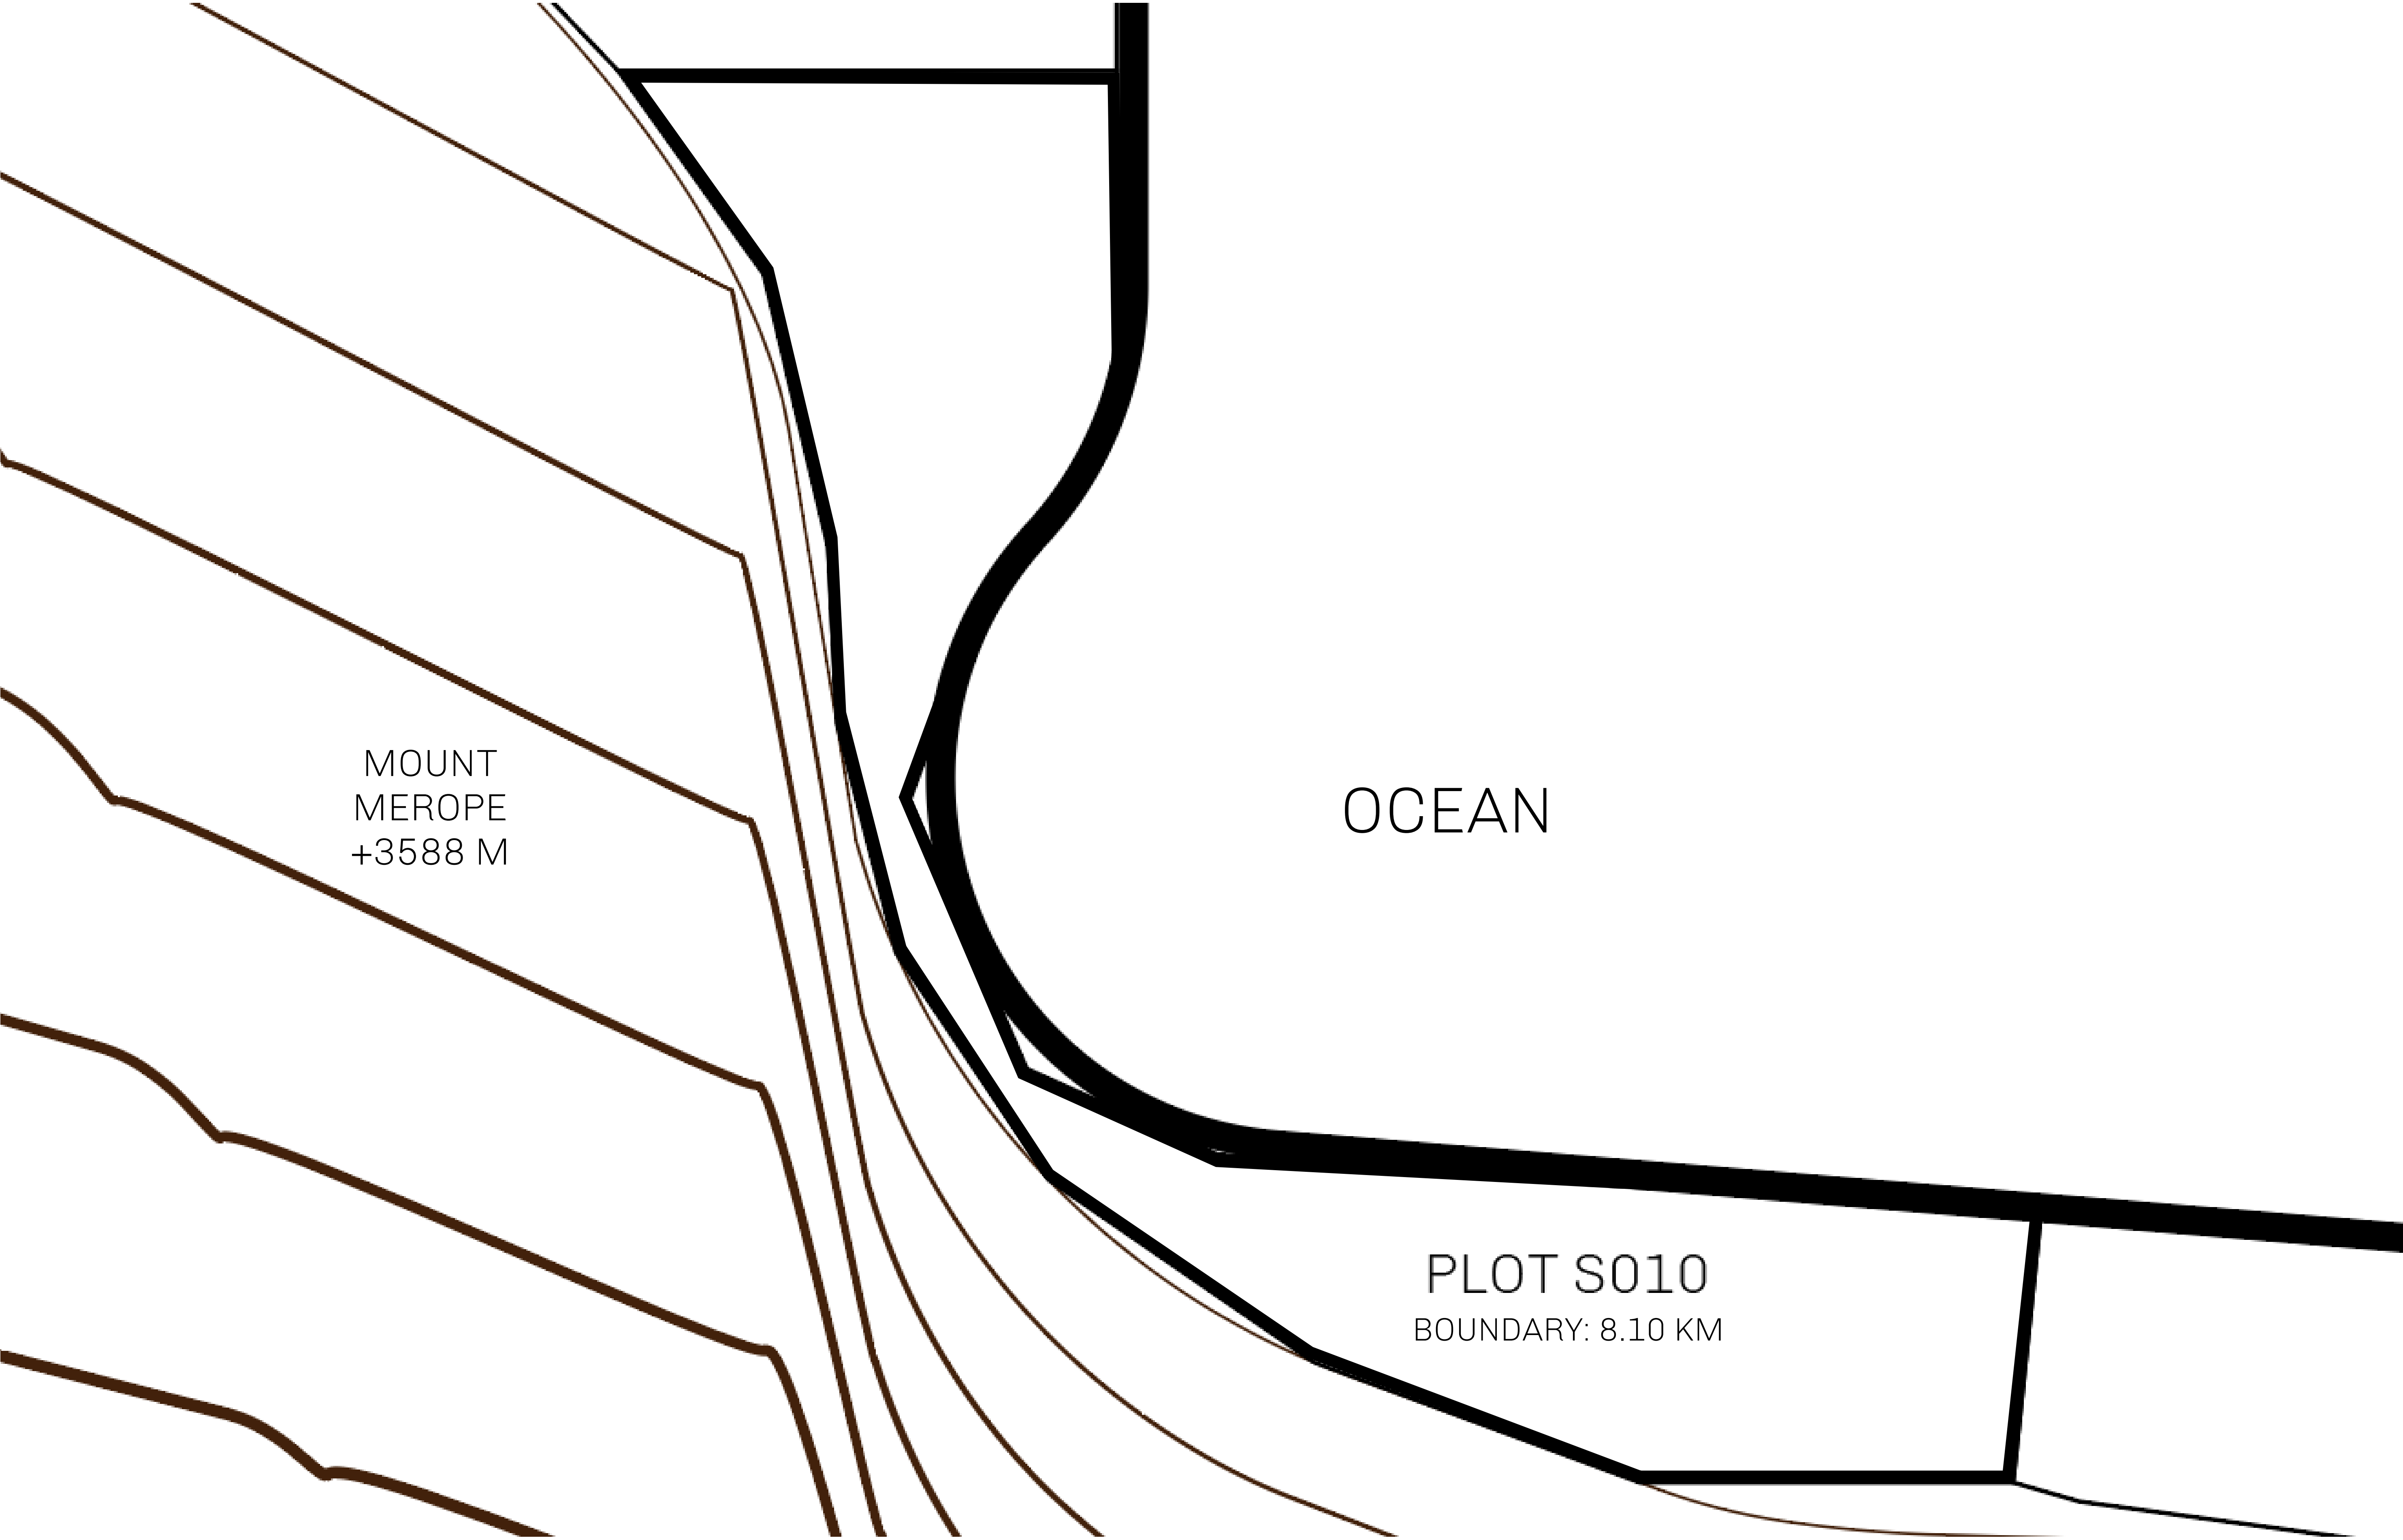 MOUNT
MEROPE
+3588 M
OCEAN
PLOT S010
BOUNDARY: 8.10 KM